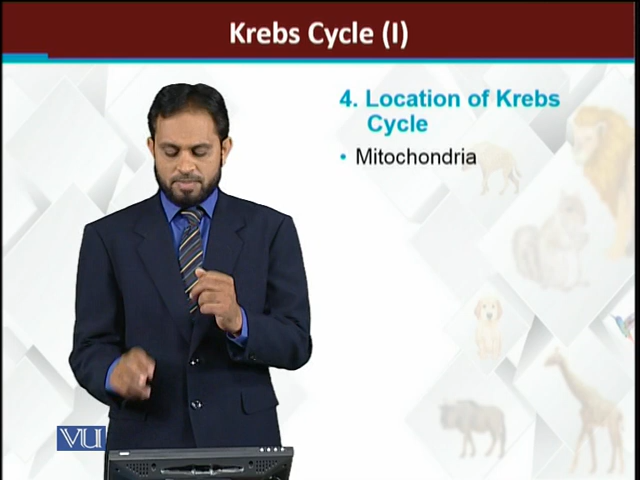 Krebs Cycle (I)
4. Location of Krebs
Cycle
• Mitochondria
VU